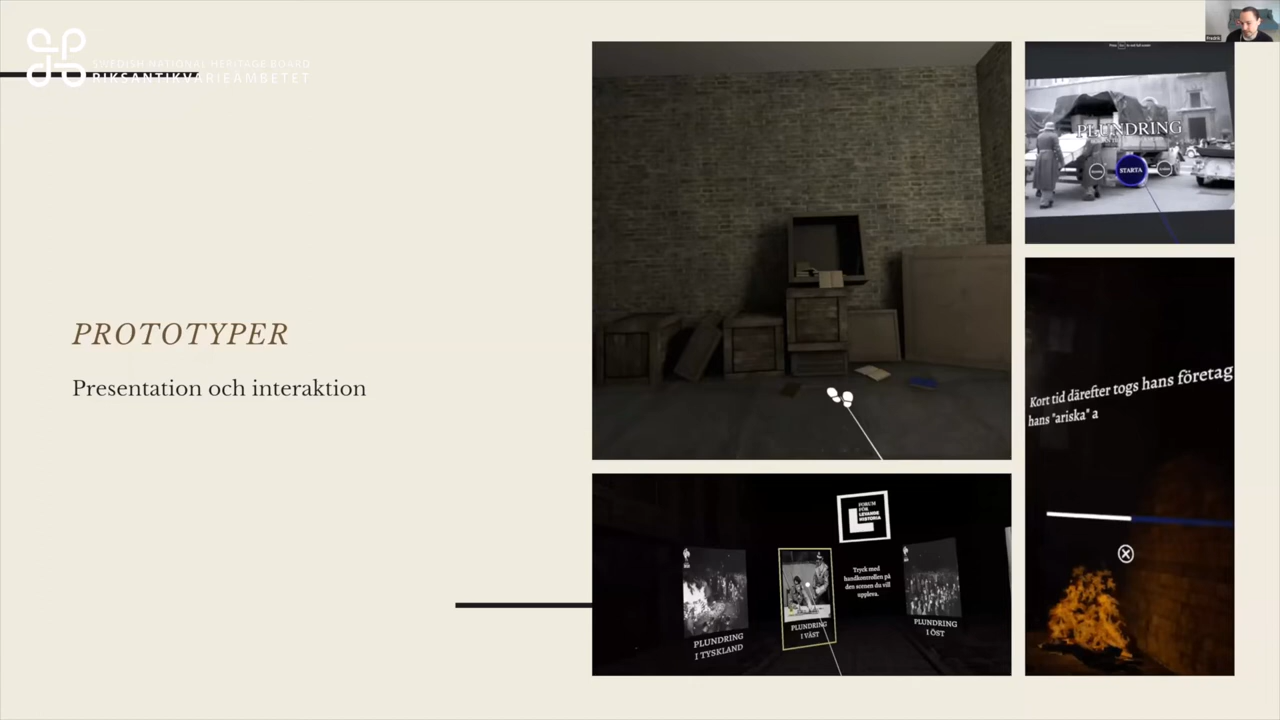 SWEDISH NATIONAL HERITAGE BOARD
RIKSANTIKVARIEÄMBETET
PROTOTYPER
Presentation och interaktion
Fredrik
PLUNDRING
STARTA
Kort tid därefter togs hans företag
hans "ariska" a
FORUM
FÖR
LEVANDE
HISTORIA
Tryck med
handkontrollen på
den scenen du vill
uppleva.
PLUNDRING
I TYSKLAND
PLUNDRING
I VÄST
PLUNDRING
I ÖST